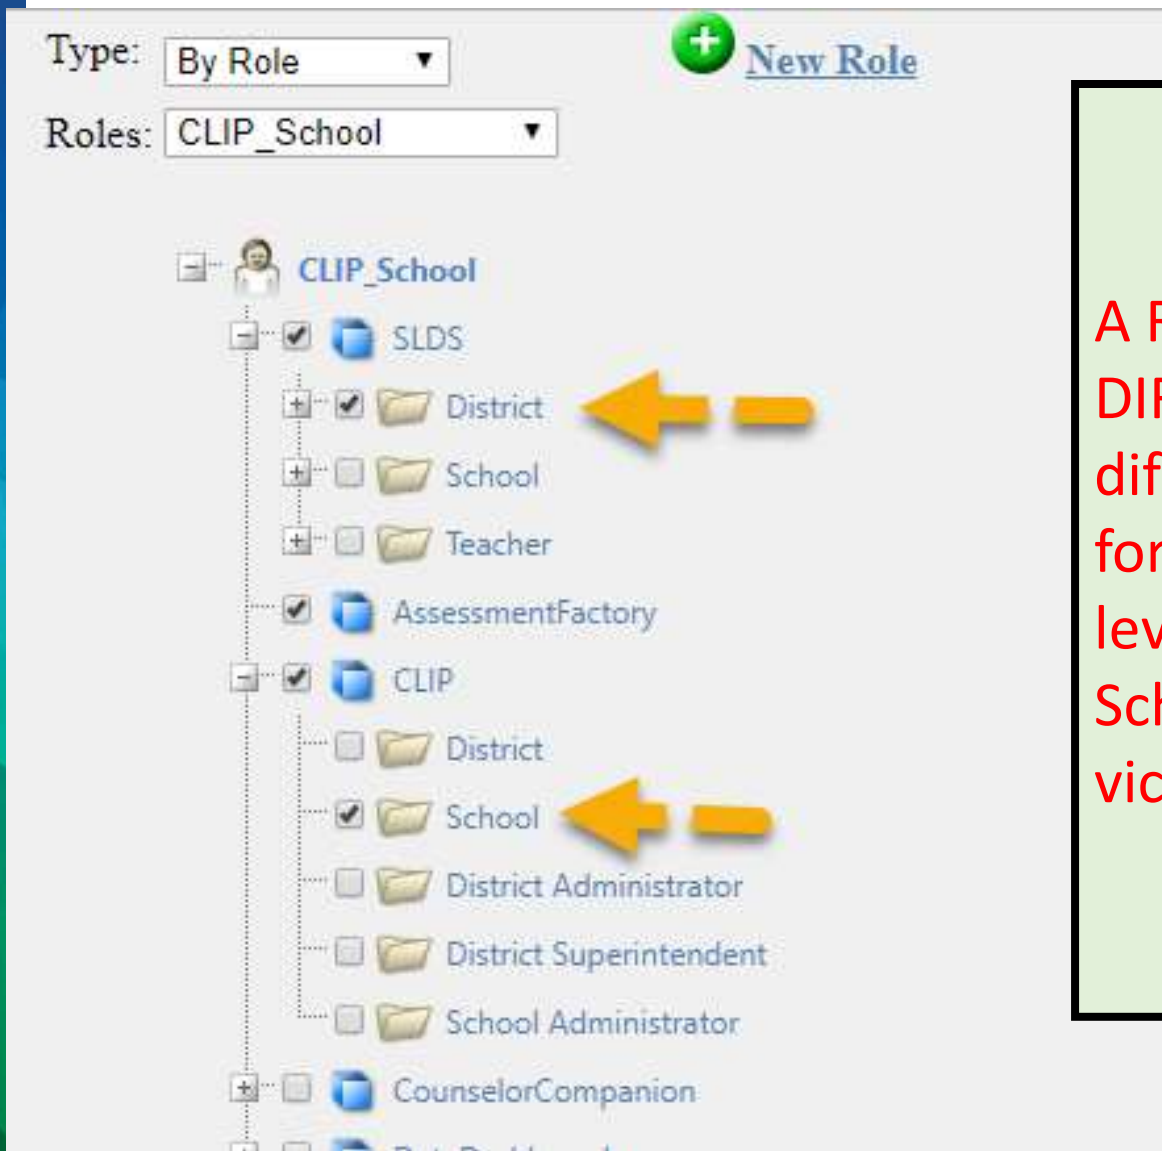 Type: By Role
New Role
Roles: CLIP_School
CLIP_School
SLDS
District
School
Teacher
AssessmentFactory
CLIP
District
School
District Administrator
District Superintendent
School Administrator
CounselorCompanion
A